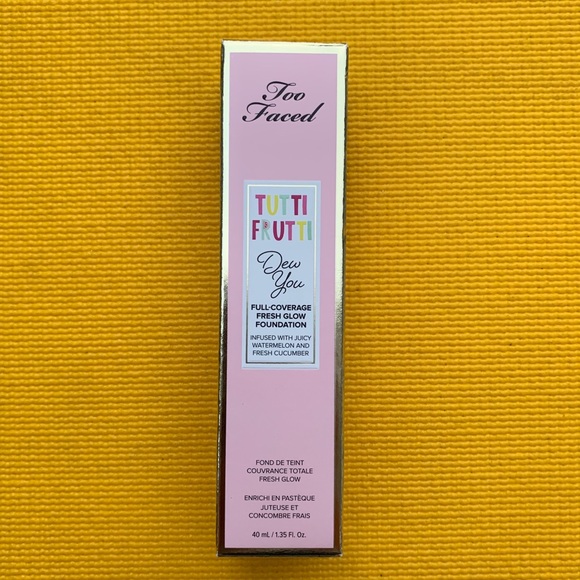 Too
Faced
TUTTI
FRUTTI
Dew
You
FULL-COVERAGE
FRESH GLOW
FOUNDATION
INFUSED WITH JUICY
WATERMELON AND
FRESH CUCUMBER
FOND DE TEINT
COUVRANCE TOTALE
FRESH GLOW
ENRICHI EN PASTÈQUE
JUTEUSE ET
CONCOMBRE FRAIS
40 mL / 1.35 Fl. Oz.